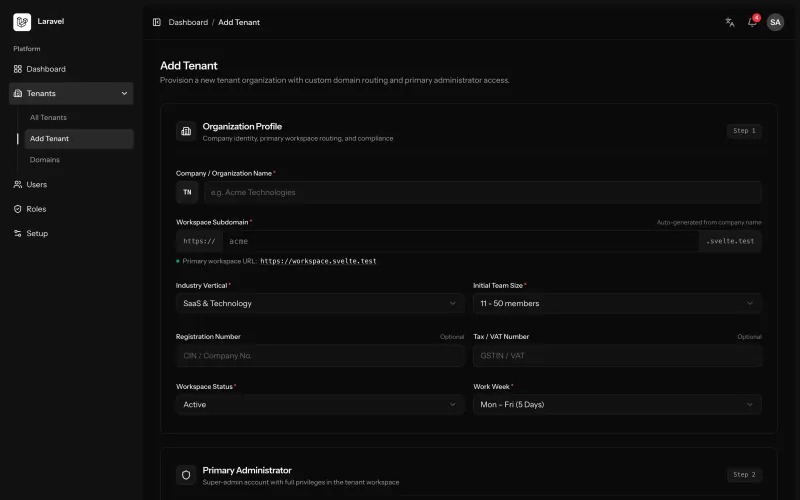 Laravel
Dashboard / Add Tenant
4
SA
Platform
Dashboard
Tenants
All Tenants
Add Tenant
Domains
Users
Roles
Setup
Add Tenant
Provision a new tenant organization with custom domain routing and primary administrator access.
Organization Profile
Company identity, primary workspace routing, and compliance
Step 1
Company / Organization Name *
TN
e.g. Acme Technologies
Workspace Subdomain *
Auto-generated from company name
https://
acme
.svelte.test
Primary workspace URL: https://workspace.svelte.test
Industry Vertical *
Initial Team Size *
SaaS & Technology
11 - 50 members
Registration Number
Optional
Tax / VAT Number
Optional
CIN / Company No.
GSTIN / VAT
Workspace Status *
Work Week *
Active
Mon – Fri (5 Days)
Primary Administrator
Super-admin account with full privileges in the tenant workspace
Step 2